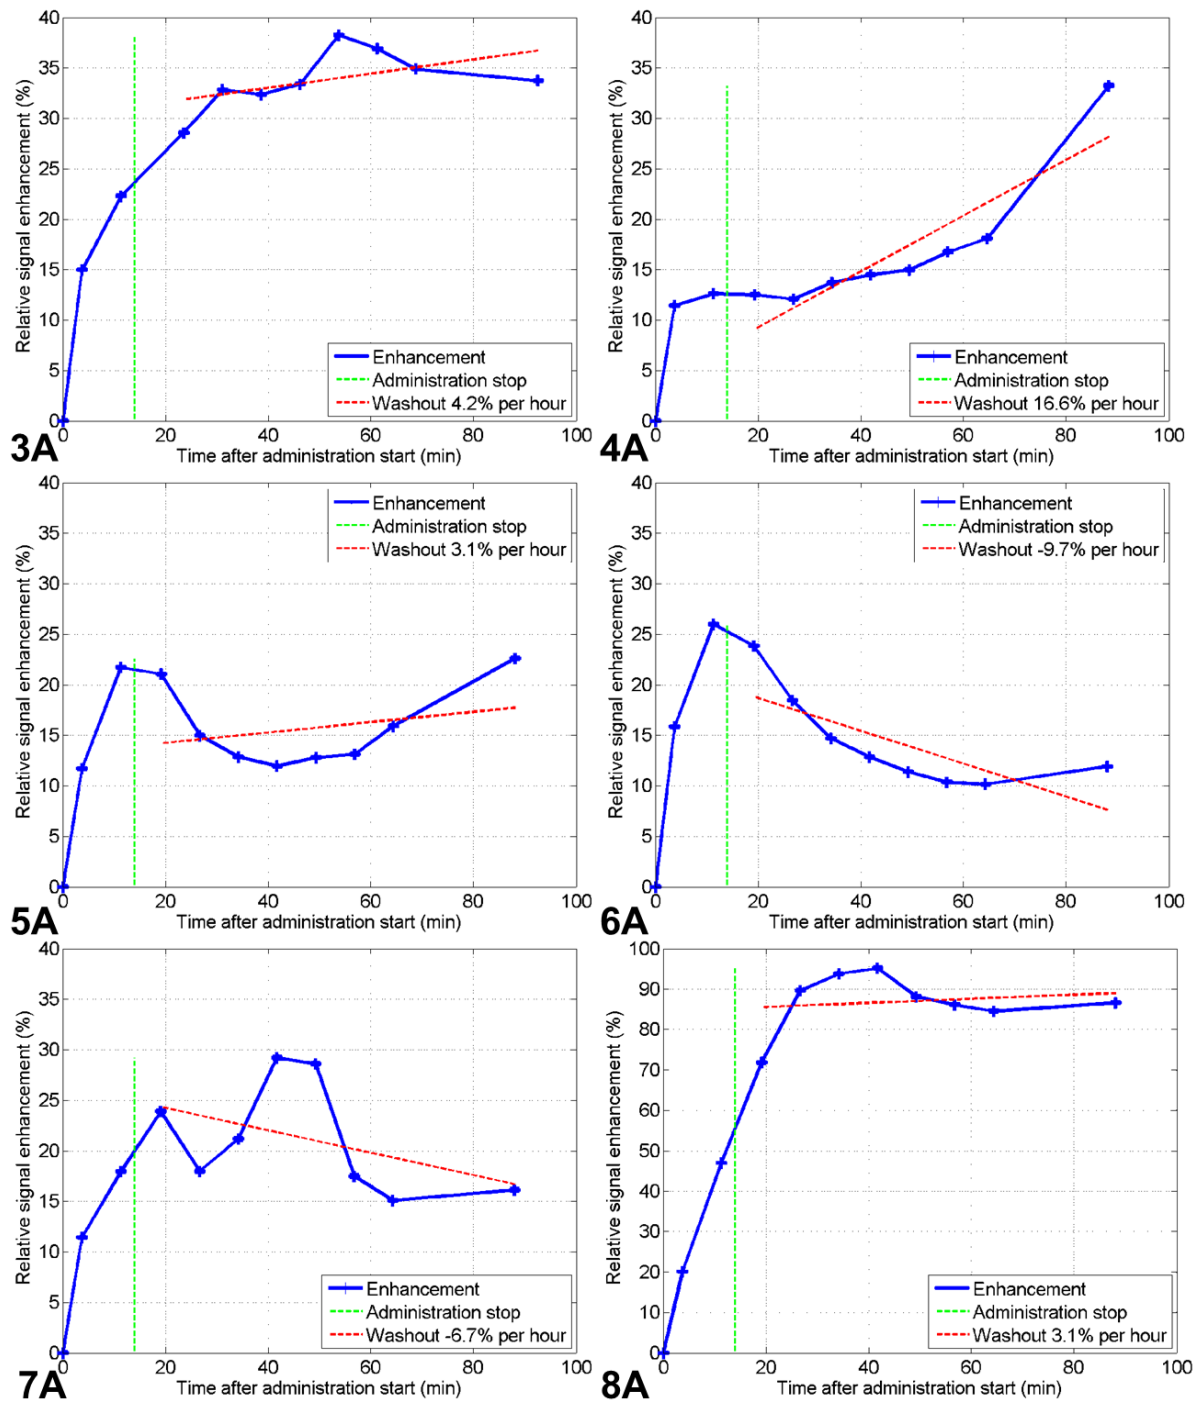 40
35
30
25
20
15
10
5
0
Relative signal enhancement (%)
Enhancement
Administration stop
Washout 4.2% per hour
0 20 40 60 80 100
Time after administration start (min)
3A
40
35
30
25
20
15
10
5
0
Relative signal enhancement (%)
Enhancement
Administration stop
Washout 16.6% per hour
0 20 40 60 80 100
Time after administration start (min)
4A
40
35
30
25
20
15
10
5
0
Relative signal enhancement (%)
Enhancement
Administration stop
Washout 3.1% per hour
0 20 40 60 80 100
Time after administration start (min)
5A
40
35
30
25
20
15
10
5
0
Relative signal enhancement (%)
Enhancement
Administration stop
Washout -9.7% per hour
0 20 40 60 80 100
Time after administration start (min)
6A
40
35
30
25
20
15
10
5
0
Relative signal enhancement (%)
Enhancement
Administration stop
Washout -6.7% per hour
0 20 40 60 80 100
Time after administration start (min)
7A
100
90
80
70
60
50
40
30
20
10
0
Relative signal enhancement (%)
Enhancement
Administration stop
Washout 3.1% per hour
0 20 40 60 80 100
Time after administration start (min)
8A